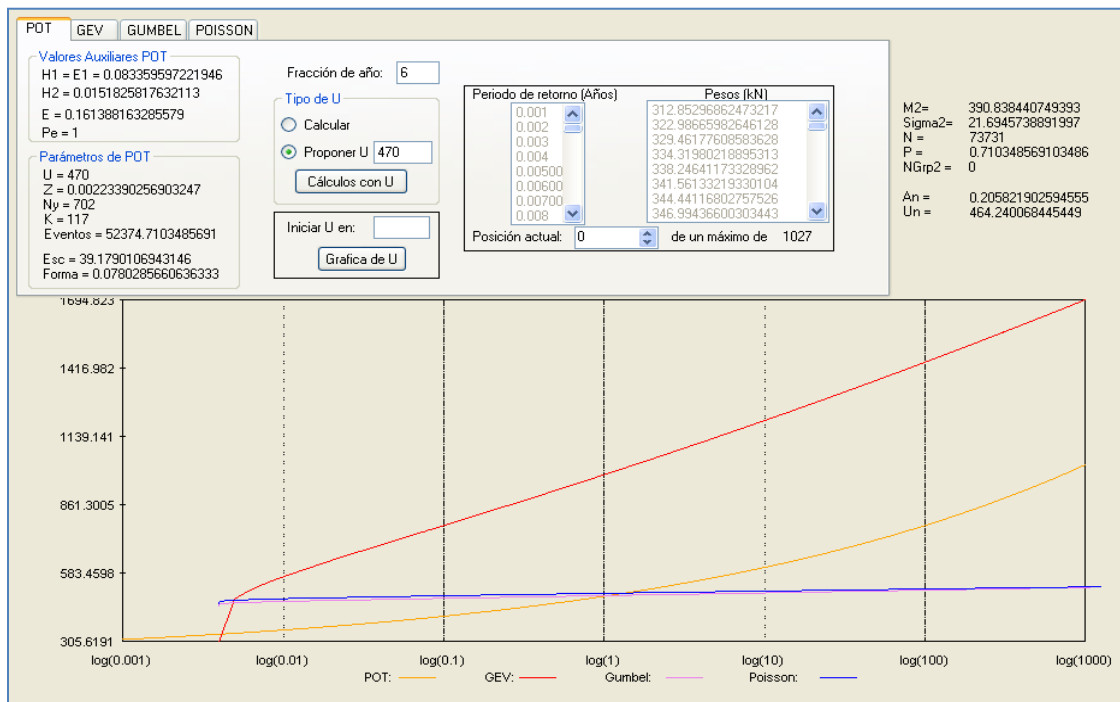 POT GEV GUMBEL POISSON
Valores Auxiliares POT
H1 = E1 = 0.083359597221946
H2 = 0.0151825817632113
E = 0.161388163285579
Pe = 1
Parámetros de POT
U = 470
Z = 0.00223390256903247
Ny = 702
K = 117
Eventos = 52374.7103485691
Esc = 39.1790106943146
Forma = 0.0780285660636333
Fracción de año: 6
Tipo de U
Calcular
Proponer U 470
Cálculos con U
Iniciar U en:
Grafica de U
Periodo de retorno (Años) Pesos (kN)
0.001 312.85296862473217
0.002 322.98665982646128
0.003 329.46177608583628
0.004 334.31980218895313
0.00500 338.24641173328962
0.00600 341.56133219330104
0.00700 344.44116802757526
0.008 346.99436600303443
Posición actual: 0 de un máximo de 1027
M2= 390.838440749393
Sigma2= 21.6945738891997
N = 73731
P = 0.710348569103486
NGrp2 = 0
An = 0.205821902594555
Un = 464.240068445449
1694.823
1416.982
1139.141
861.3005
583.4598
305.6191
log(0.001) log(0.01) log(0.1) log(1) log(10) log(100) log(1000)
POT: GEV: Gumbel: Poisson: